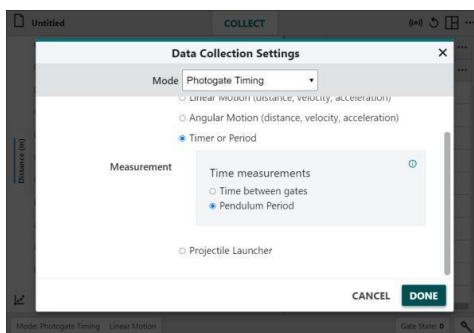 Untitled
COLLECT
Data Collection Settings
Mode Photogate Timing
Linear Motion (distance, velocity, acceleration)
Angular Motion (distance, velocity, acceleration)
Timer or Period
Measurement
Time measurements
Time between gates
Pendulum Period
Projectile Launcher
CANCEL DONE
Distance (m)
Mode: Photogate Timing Linear Motion Gate State: 0